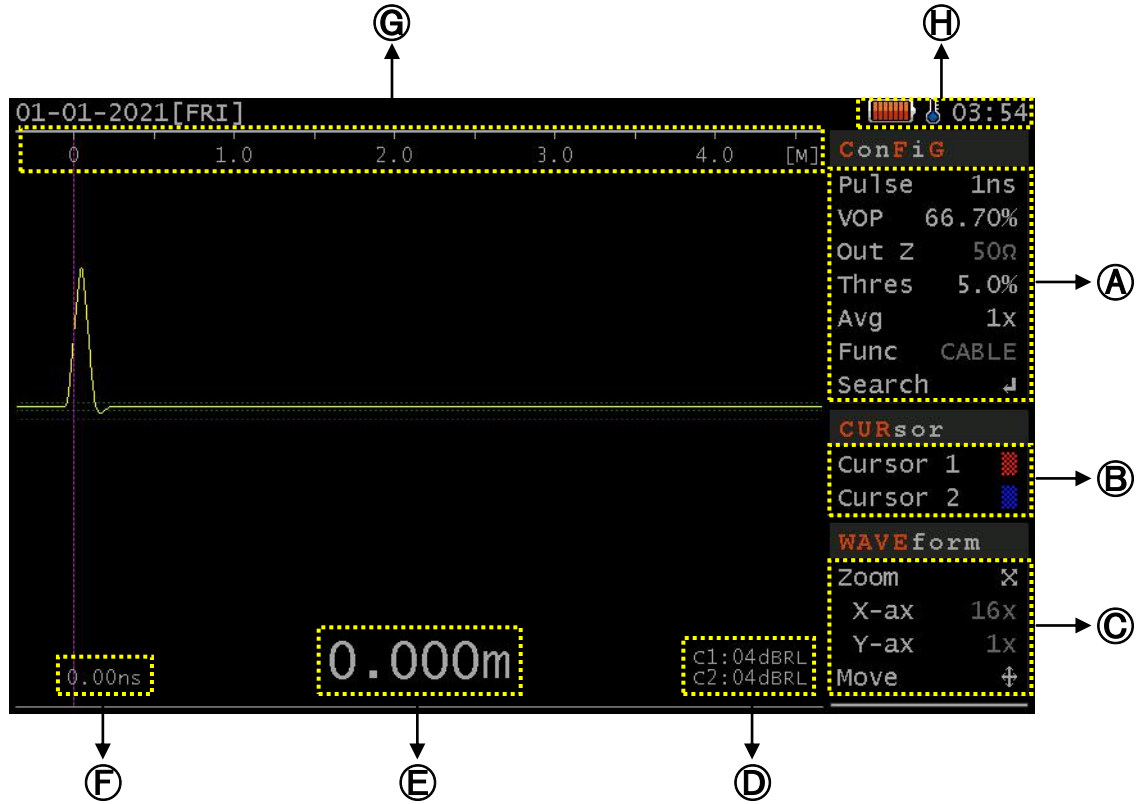 Ⓖ Ⓗ
01-01-2021[FRI] 03:54
0 1.0 2.0 3.0 4.0 [M]
ConFiG
Pulse 1ns
VOP 66.70%
Out Z 50Ω
Thres 5.0%
Avg 1x
Func CABLE
Search ↲
Ⓐ
CURsor
Cursor 1
Cursor 2
Ⓑ
WAVEform
Zoom
X-ax 16x
Y-ax 1x
Move
Ⓒ
0.00ns
0.000m
C1:04dBRL
C2:04dBRL
Ⓕ Ⓔ Ⓓ